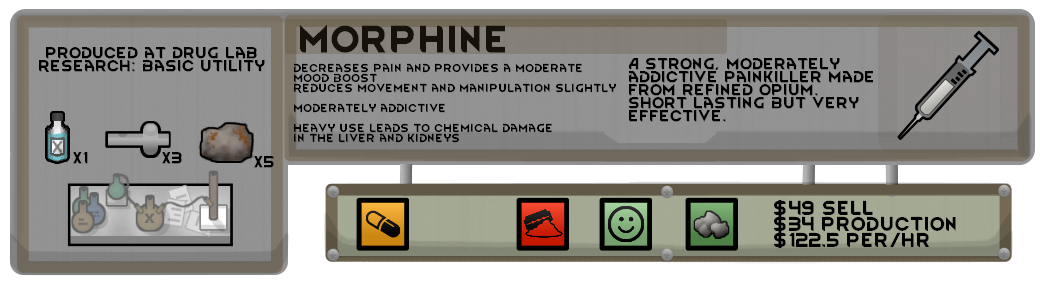 PRODUCED AT DRUG LAB
RESEARCH: BASIC UTILITY
X1
X3
X5
X
X
MORPHINE
DECREASES PAIN AND PROVIDES A MODERATE
MOOD BOOST
REDUCES MOVEMENT AND MANIPULATION SLIGHTLY
MODERATELY ADDICTIVE
HEAVY USE LEADS TO CHEMICAL DAMAGE
IN THE LIVER AND KIDNEYS
A STRONG, MODERATELY
ADDICTIVE PAINKILLER MADE
FROM REFINED OPIUM.
SHORT LASTING BUT VERY
EFFECTIVE.
$49 SELL
$34 PRODUCTION
$122.5 PER/HR